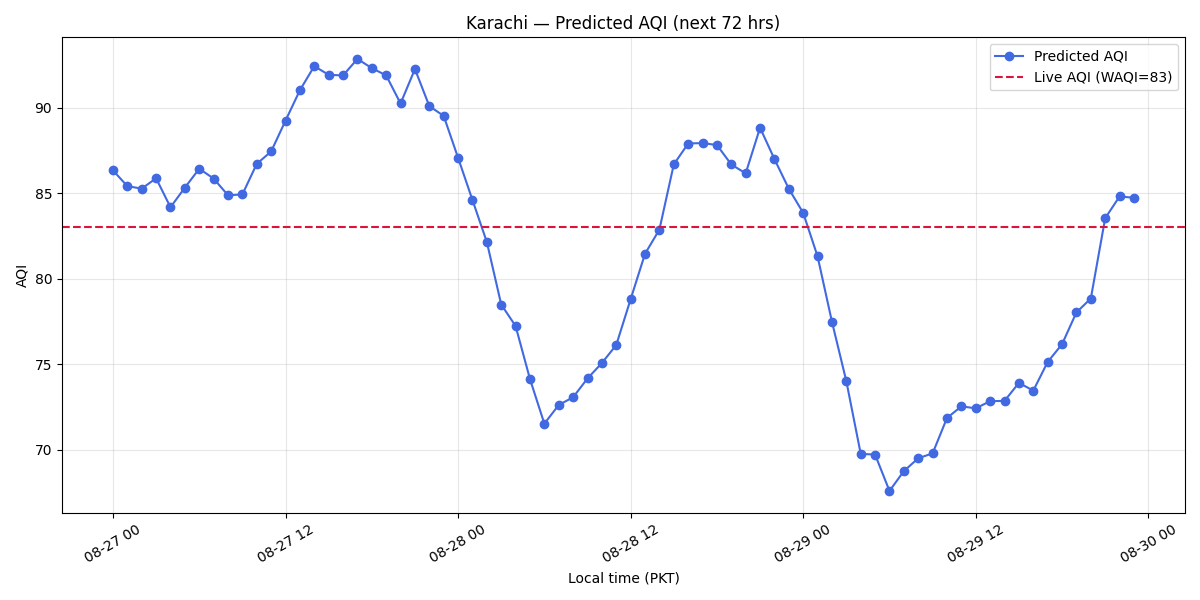 Karachi — Predicted AQI (next 72 hrs)
Predicted AQI
Live AQI (WAQI=83)
90
85
80
75
70
AQI
08-27 00
08-27 12
08-28 00
08-28 12
08-29 00
08-29 12
08-30 00
Local time (PKT)